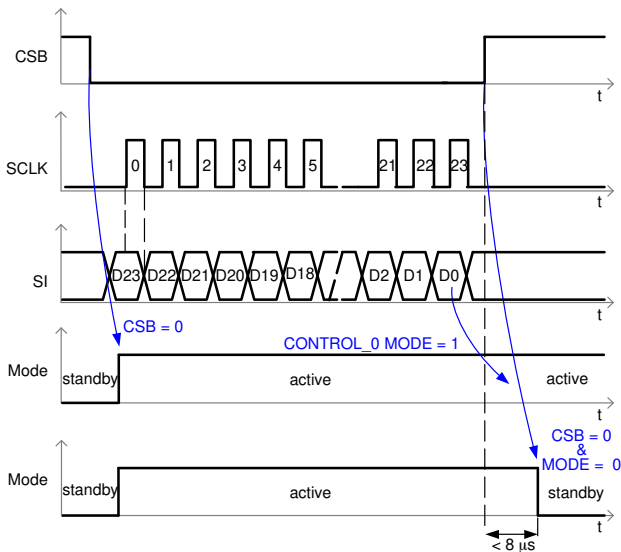 CSB
t
SCLK
0 1 2 3 4 5 21 22 23
t
SI
D23 D22 D21 D20 D19 D18 D2 D1 D0
t
CSB = 0
CONTROL_0 MODE = 1
Mode
standby
active
active
t
CSB = 0
&
MODE = 0
Mode
standby
active
standby
t
< 8 μs